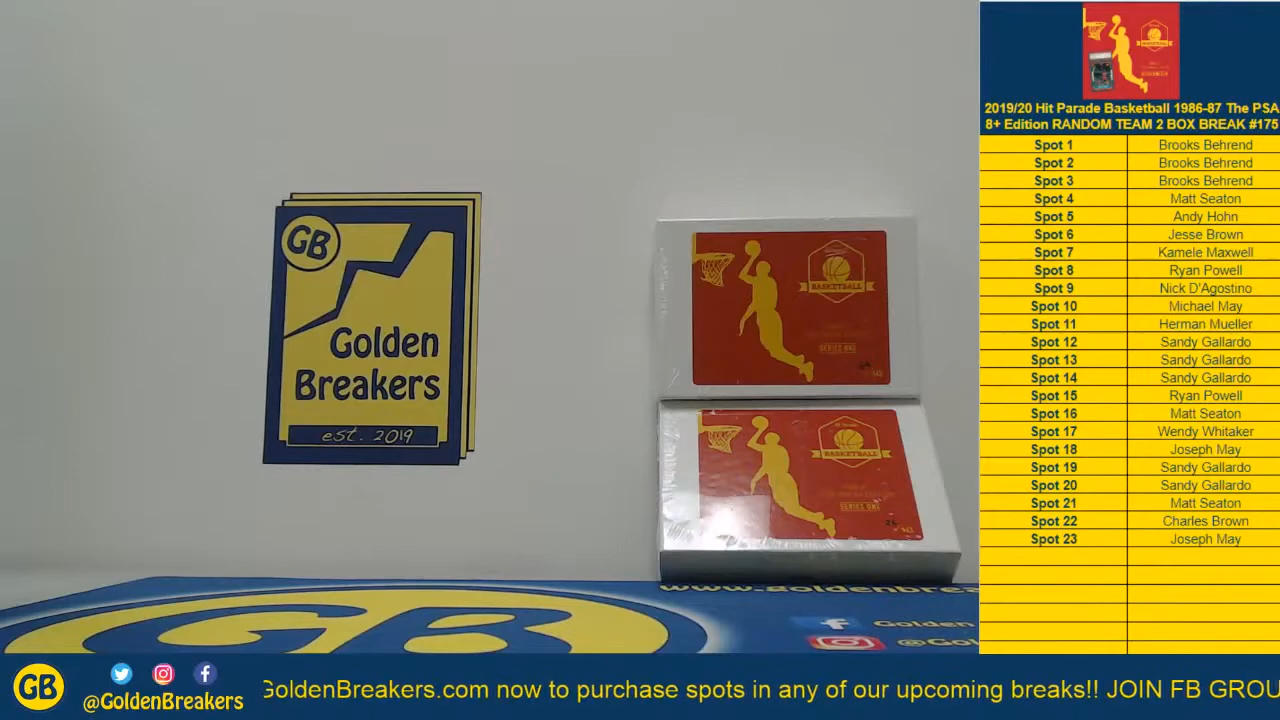 2019/20 Hit Parade Basketball 1986-87 The PSA
8+ Edition RANDOM TEAM 2 BOX BREAK #175
Spot 1 Brooks Behrend
Spot 2 Brooks Behrend
Spot 3 Brooks Behrend
Spot 4 Matt Seaton
Spot 5 Andy Hohn
Spot 6 Jesse Brown
Spot 7 Kamele Maxwell
Spot 8 Ryan Powell
Spot 9 Nick D'Agostino
Spot 10 Michael May
Spot 11 Herman Mueller
Spot 12 Sandy Gallardo
Spot 13 Sandy Gallardo
Spot 14 Sandy Gallardo
Spot 15 Ryan Powell
Spot 16 Matt Seaton
Spot 17 Wendy Whitaker
Spot 18 Joseph May
Spot 19 Sandy Gallardo
Spot 20 Sandy Gallardo
Spot 21 Matt Seaton
Spot 22 Charles Brown
Spot 23 Joseph May
GB
Golden
Breakers
est. 2019
BASKETBALL
SERIES ONE
BASKETBALL
SERIES ONE
www.goldenbrea
GB
Golden
@Gol
GB
@GoldenBreakers
GoldenBreakers.com now to purchase spots in any of our upcoming breaks!! JOIN FB GROU